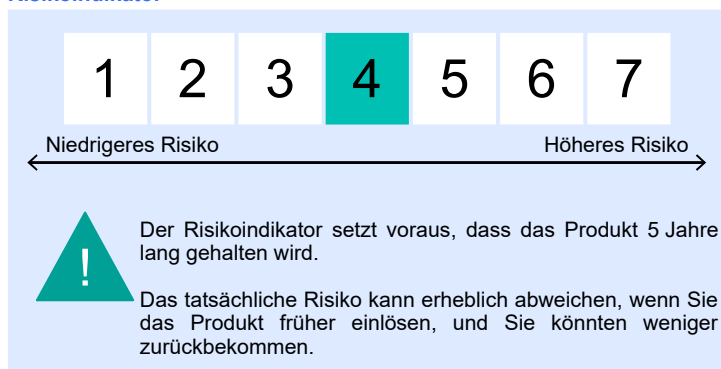 1 2 3 4 5 6 7
Niedrigeres Risiko Höheres Risiko
Der Risikoindikator setzt voraus, dass das Produkt 5 Jahre
lang gehalten wird.
!
Das tatsächliche Risiko kann erheblich abweichen, wenn Sie
das Produkt früher einlösen, und Sie könnten weniger
zurückbekommen.